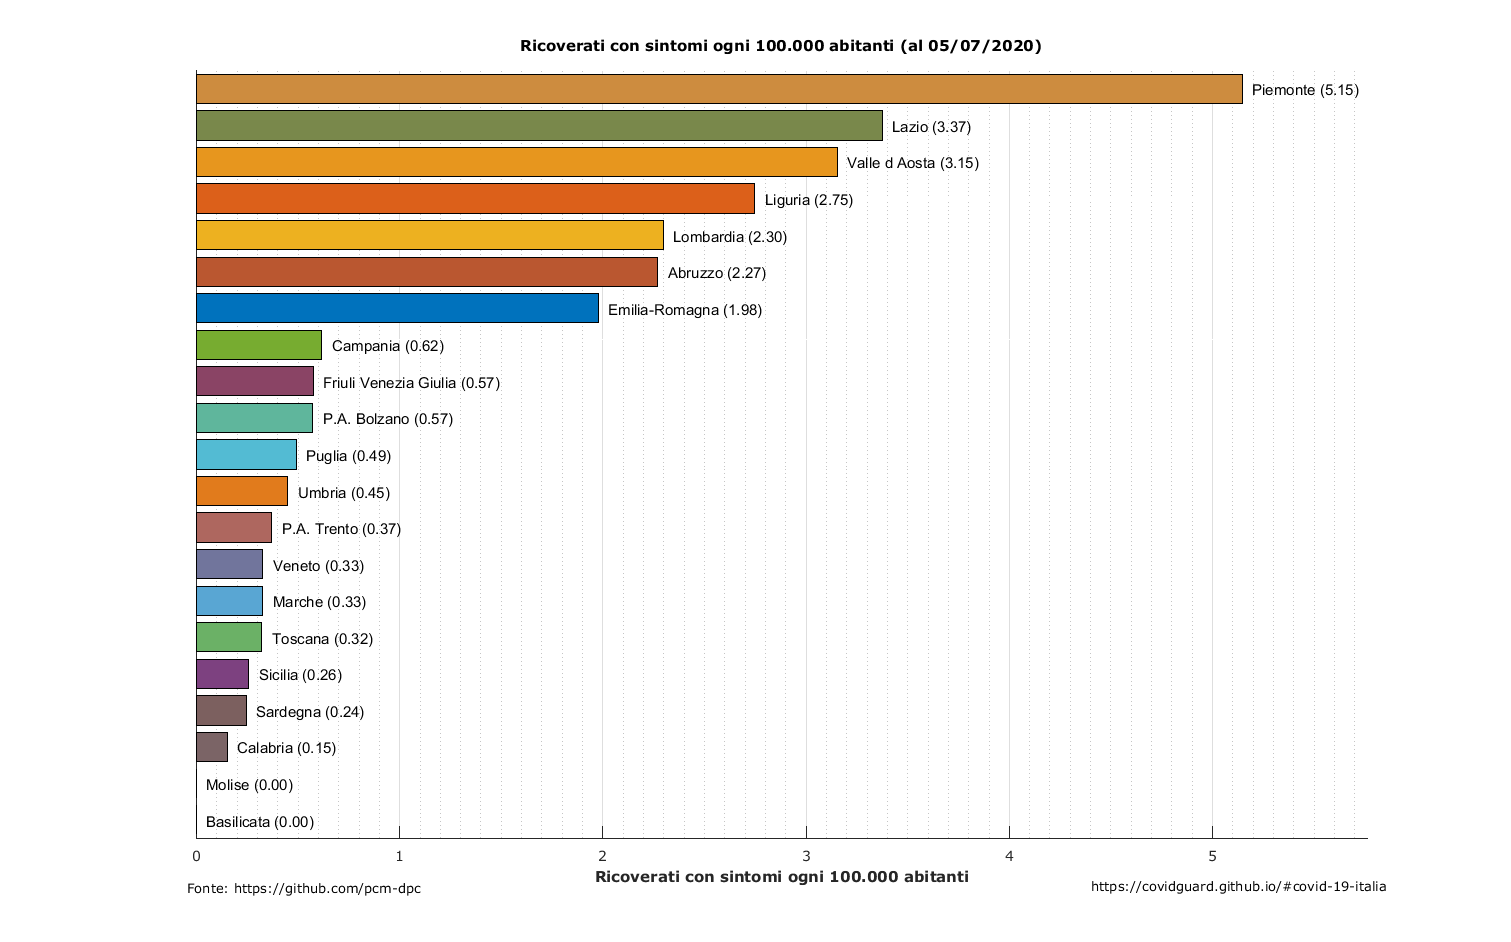 Ricoverati con sintomi ogni 100.000 abitanti (al 05/07/2020)
Piemonte (5.15)
Lazio (3.37)
Valle d Aosta (3.15)
Liguria (2.75)
Lombardia (2.30)
Abruzzo (2.27)
Emilia-Romagna (1.98)
Campania (0.62)
Friuli Venezia Giulia (0.57)
P.A. Bolzano (0.57)
Puglia (0.49)
Umbria (0.45)
P.A. Trento (0.37)
Veneto (0.33)
Marche (0.33)
Toscana (0.32)
Sicilia (0.26)
Sardegna (0.24)
Calabria (0.15)
Molise (0.00)
Basilicata (0.00)
0 1 2 3 4 5
Ricoverati con sintomi ogni 100.000 abitanti
Fonte: https://github.com/pcm-dpc
https://covidguard.github.io/#covid-19-italia